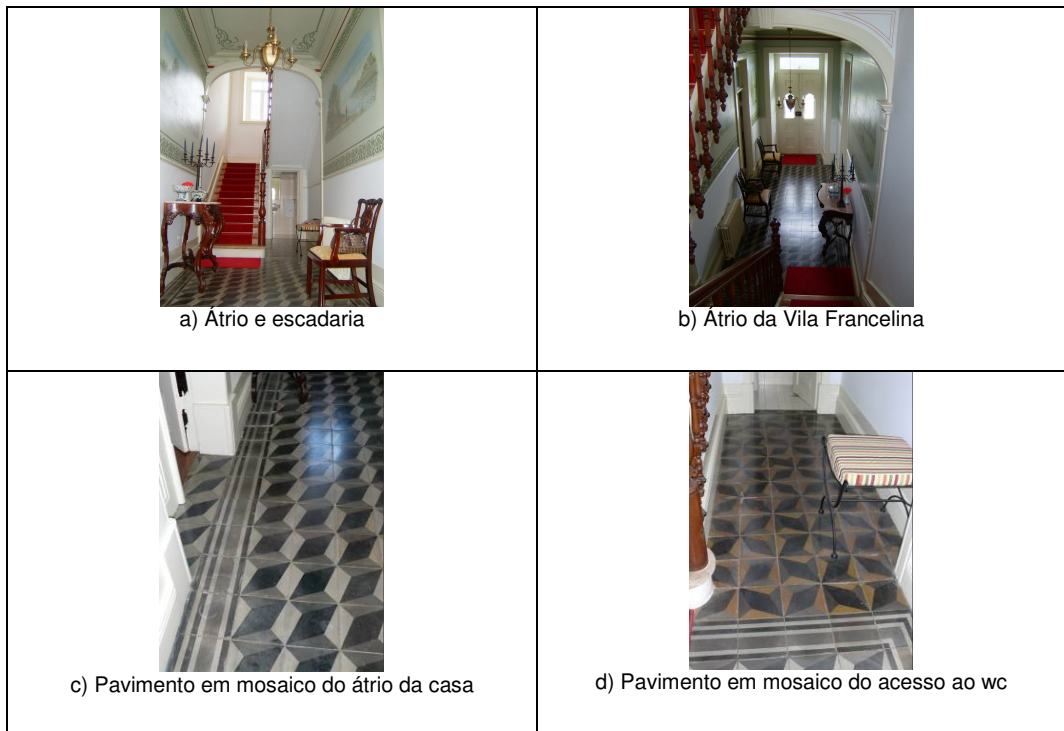 a) Átrio e escadaria
b) Átrio da Vila Francelina
c) Pavimento em mosaico do átrio da casa
d) Pavimento em mosaico do acesso ao wc